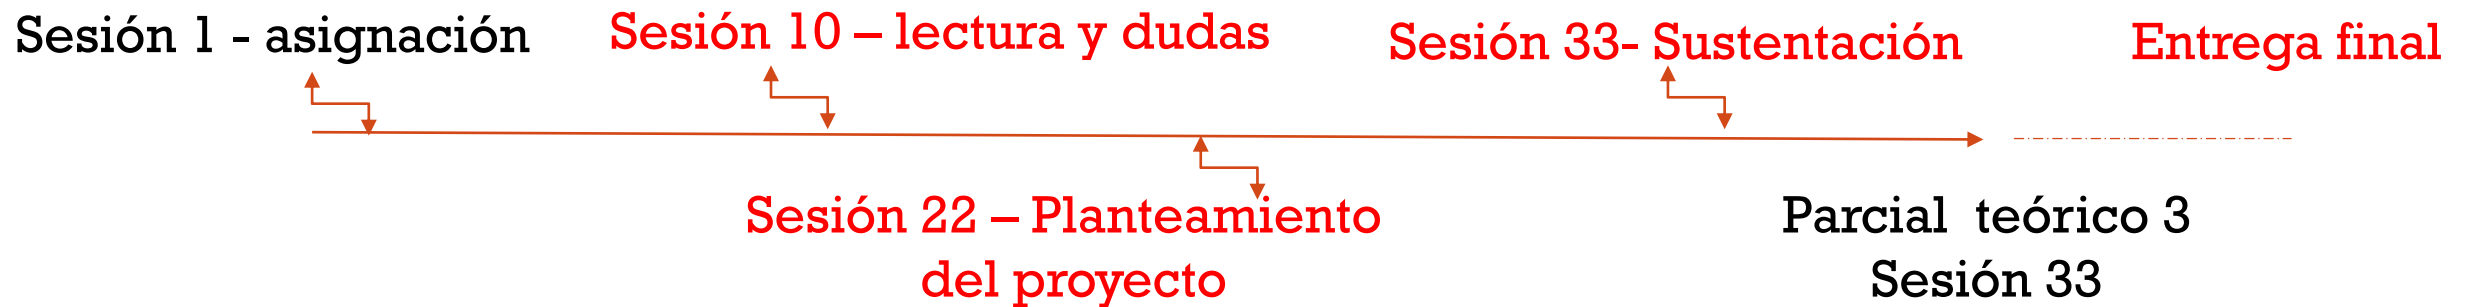 Sesión 1 - asignación
Sesión 10 – lectura y dudas
Sesión 33- Sustentación
Entrega final
Sesión 22 – Planteamiento
del proyecto
Parcial  teórico 3
Sesión 33